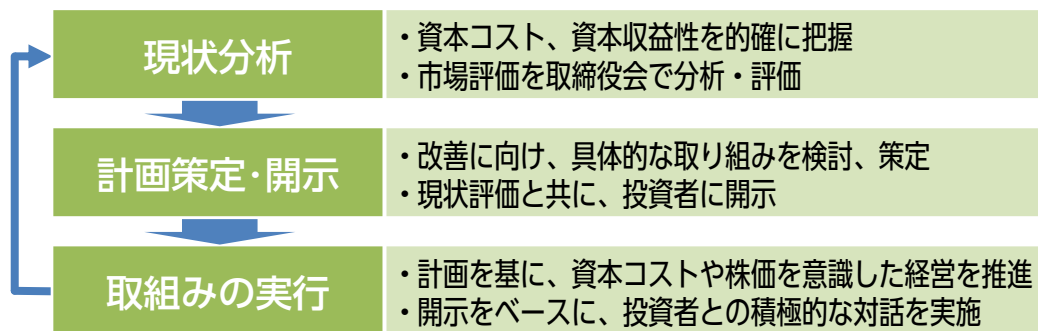 現状分析
・資本コスト、資本収益性を的確に把握
・市場評価を取締役会で分析・評価
計画策定・開示
・改善に向け、具体的な取り組みを検討、策定
・現状評価と共に、投資者に開示
取組みの実行
・計画を基に、資本コストや株価を意識した経営を推進
・開示をベースに、投資者との積極的な対話を実施